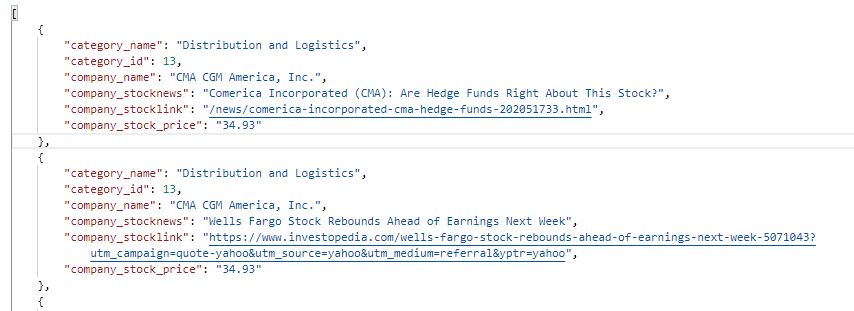 [
{
"category_name": "Distribution and Logistics",
"category_id": 13,
"company_name": "CMA CGM America, Inc.",
"company_stocknews": "Comerica Incorporated (CMA): Are Hedge Funds Right About This Stock?",
"company_stocklink": "/news/comerica-incorporated-cma-hedge-funds-202051733.html",
"company_stock_price": "34.93"
},
{
"category_name": "Distribution and Logistics",
"category_id": 13,
"company_name": "CMA CGM America, Inc.",
"company_stocknews": "Wells Fargo Stock Rebounds Ahead of Earnings Next Week",
"company_stocklink": "https://www.investopedia.com/wells-fargo-stock-rebounds-ahead-of-earnings-next-week-5071043?
utm_campaign=quote-yahoo&utm_source=yahoo&utm_medium=referral&yptr=yahoo",
"company_stock_price": "34.93"
},
{